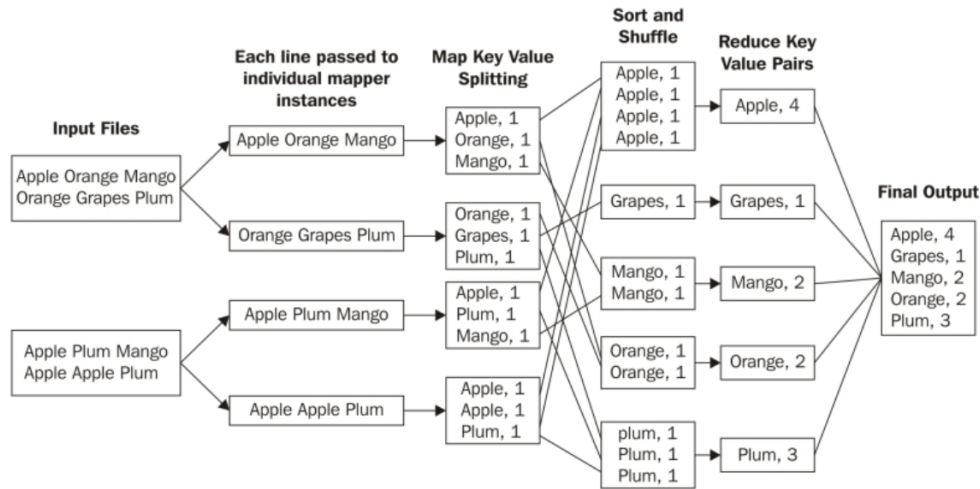 Input Files
Apple Orange Mango
Orange Grapes Plum
Apple Plum Mango
Apple Apple Plum
Each line passed to
individual mapper
instances
Apple Orange Mango
Orange Grapes Plum
Apple Plum Mango
Apple Apple Plum
Map Key Value
Splitting
Apple, 1
Orange, 1
Mango, 1
Orange, 1
Grapes, 1
Plum, 1
Apple, 1
Plum, 1
Mango, 1
Apple, 1
Apple, 1
Plum, 1
Sort and
Shuffle
Apple, 1
Apple, 1
Apple, 1
Apple, 1
Grapes, 1
Mango, 1
Mango, 1
Orange, 1
Orange, 1
plum, 1
Plum, 1
Plum, 1
Reduce Key
Value Pairs
Apple, 4
Grapes, 1
Mango, 2
Orange, 2
Plum, 3
Final Output
Apple, 4
Grapes, 1
Mango, 2
Orange, 2
Plum, 3